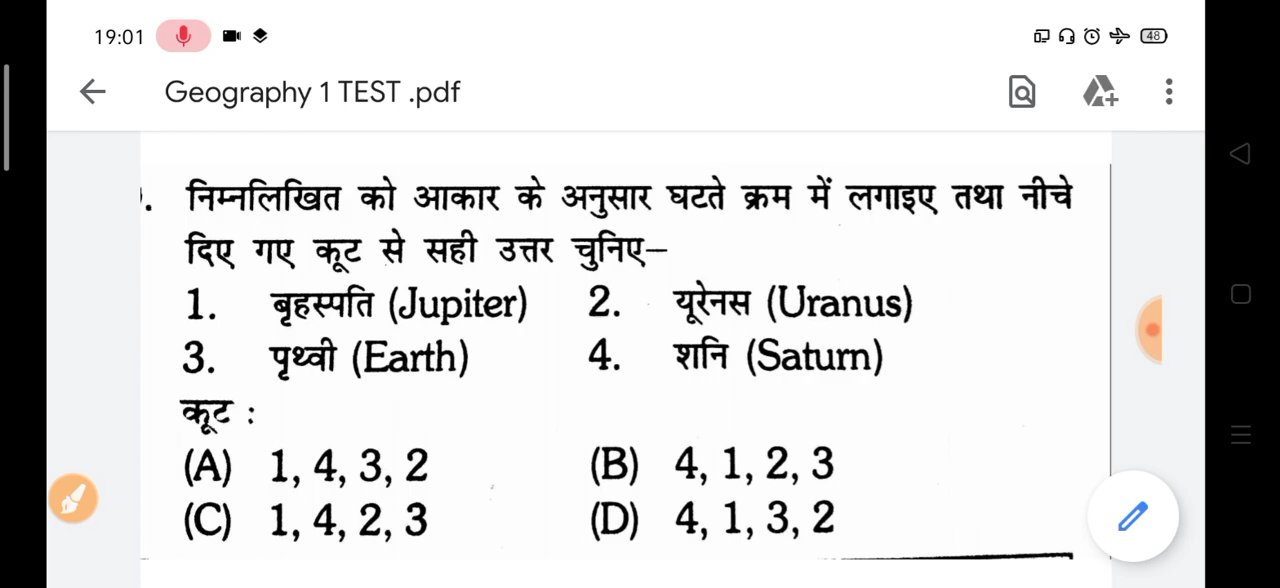 19:01 48
Geography 1 TEST .pdf
. निम्नलिखित को आकार के अनुसार घटते क्रम में लगाइए तथा नीचे
दिए गए कूट से सही उत्तर चुनिए–
1. बृहस्पति (Jupiter) 2. यूरेनस (Uranus)
3. पृथ्वी (Earth) 4. शनि (Saturn)
कूट :
(A) 1, 4, 3, 2 (B) 4, 1, 2, 3
(C) 1, 4, 2, 3 (D) 4, 1, 3, 2